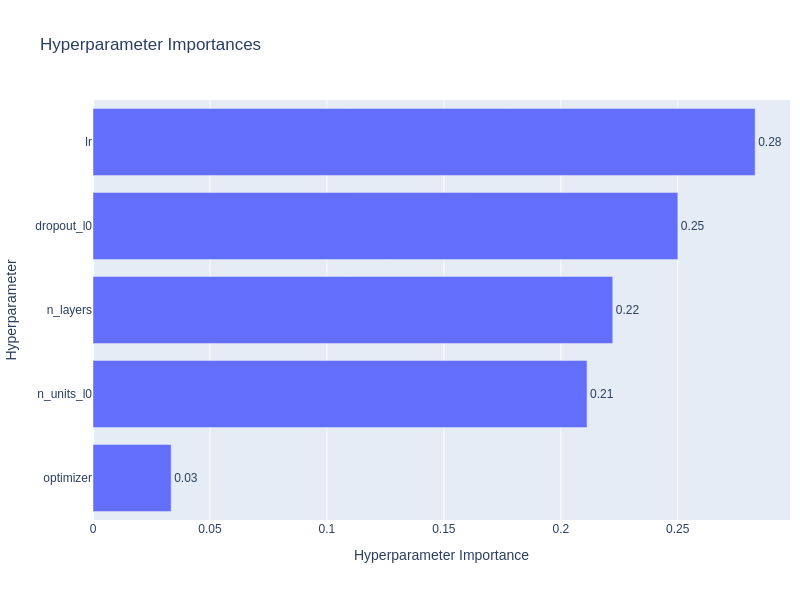 Hyperparameter Importances
Hyperparameter
lr
0.28
dropout_l0
0.25
n_layers
0.22
n_units_l0
0.21
optimizer
0.03
0 0.05 0.1 0.15 0.2 0.25
Hyperparameter Importance